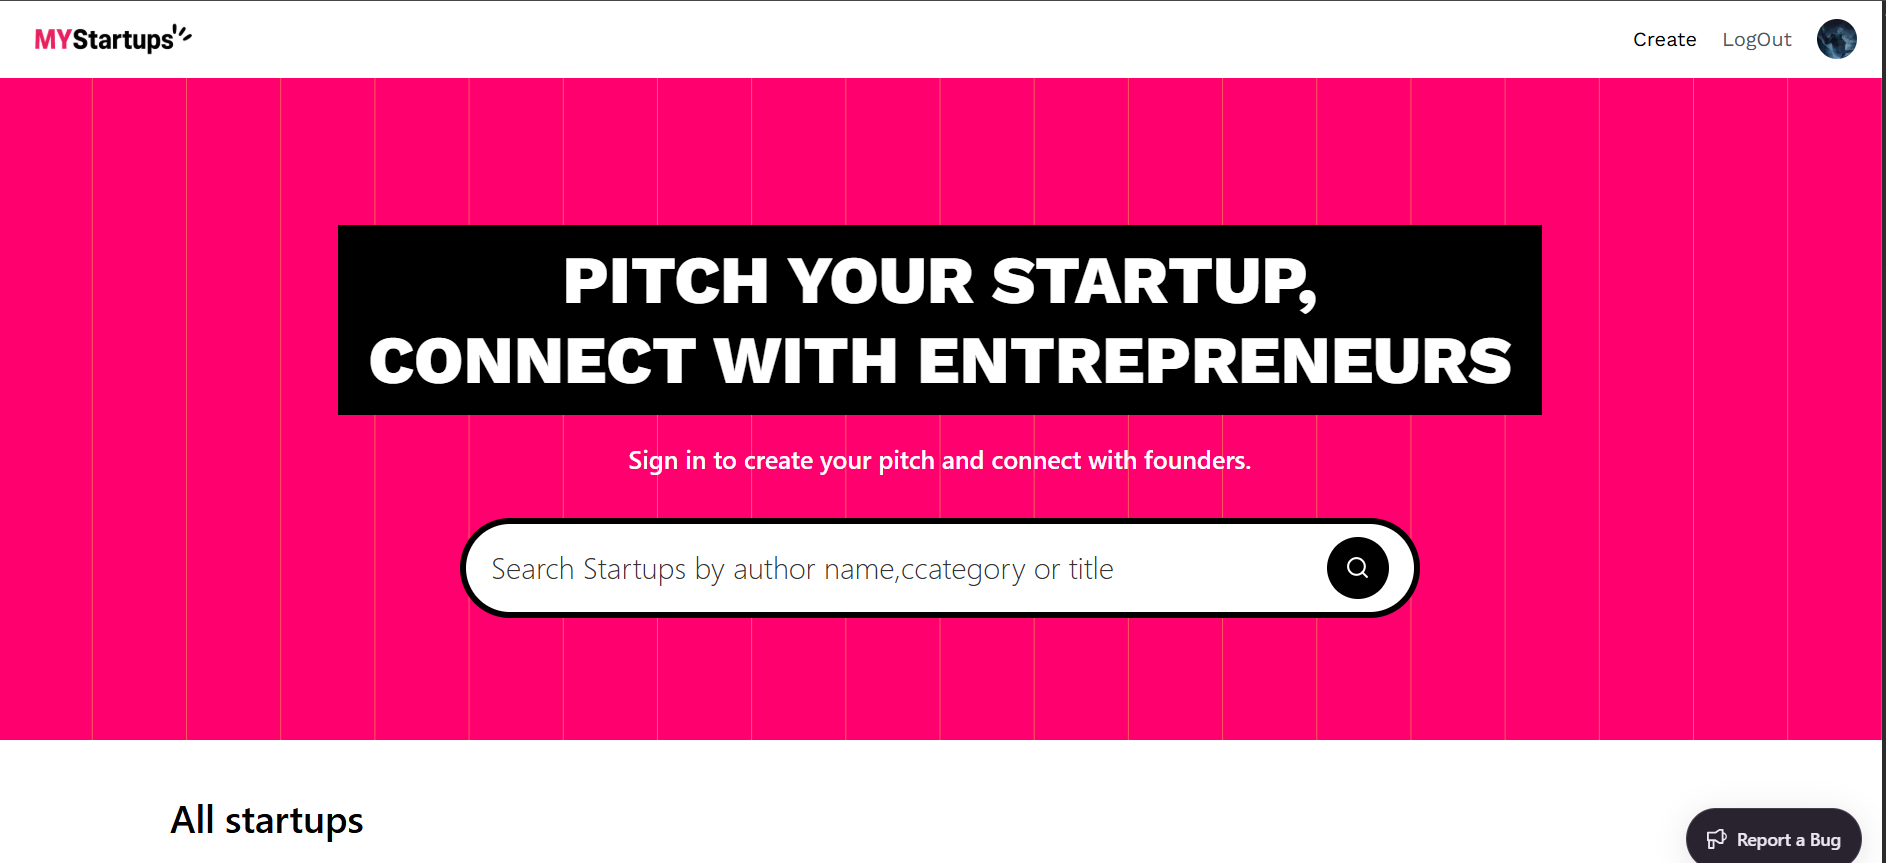 MYStartups
Create
LogOut
PITCH YOUR STARTUP,
CONNECT WITH ENTREPRENEURS
Sign in to create your pitch and connect with founders.
Search Startups by author name,ccategory or title
All startups
Report a Bug